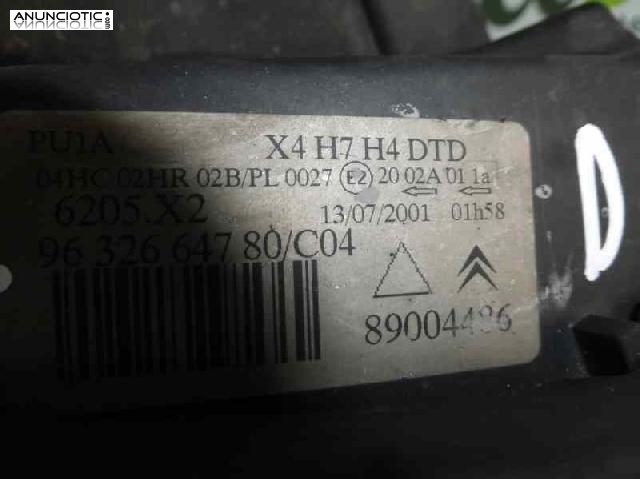 ANUNCIOTIC
.COM
PU1A X4 H7 H4 DTD
04HC 02HR 02B/PL 0027 E2 20 02A 01 1a
6205.X2 13/07/2001 01h58
96 326 647 80/C04
89004486
D